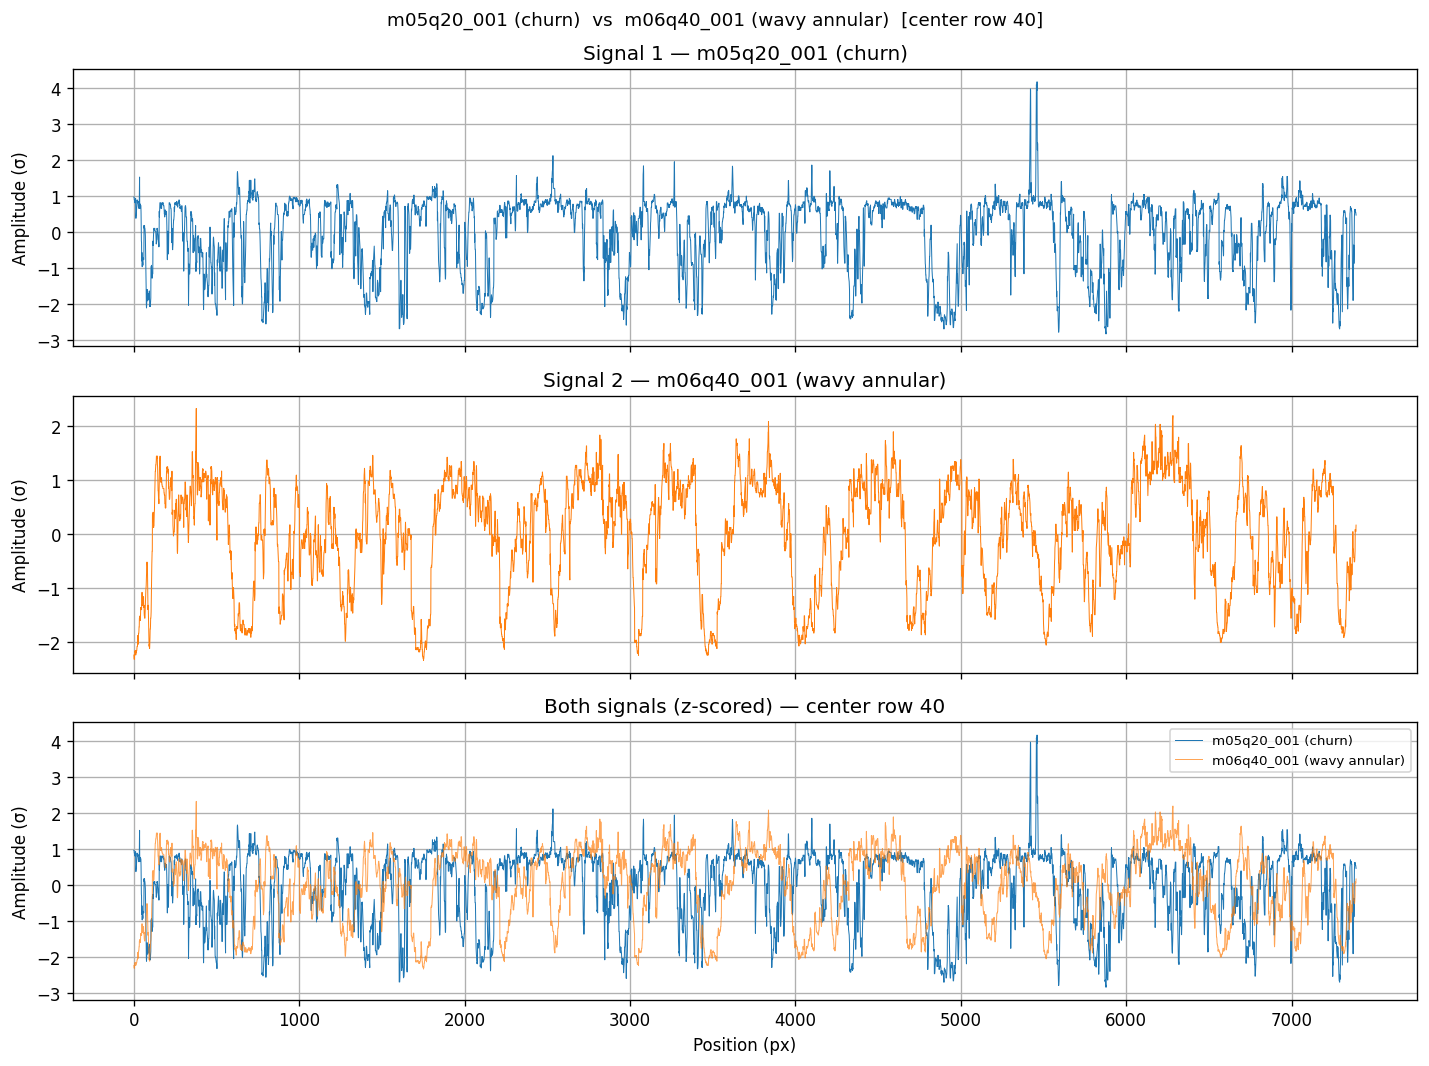 m05q20_001 (churn)  vs  m06q40_001 (wavy annular)  [center row 40]
Signal 1 — m05q20_001 (churn)
Amplitude (σ)
4
3
2
1
0
−1
−2
−3
Signal 2 — m06q40_001 (wavy annular)
Amplitude (σ)
2
1
0
−1
−2
Both signals (z-scored) — center row 40
Amplitude (σ)
4
3
2
1
0
−1
−2
−3
m05q20_001 (churn)
m06q40_001 (wavy annular)
0 1000 2000 3000 4000 5000 6000 7000
Position (px)